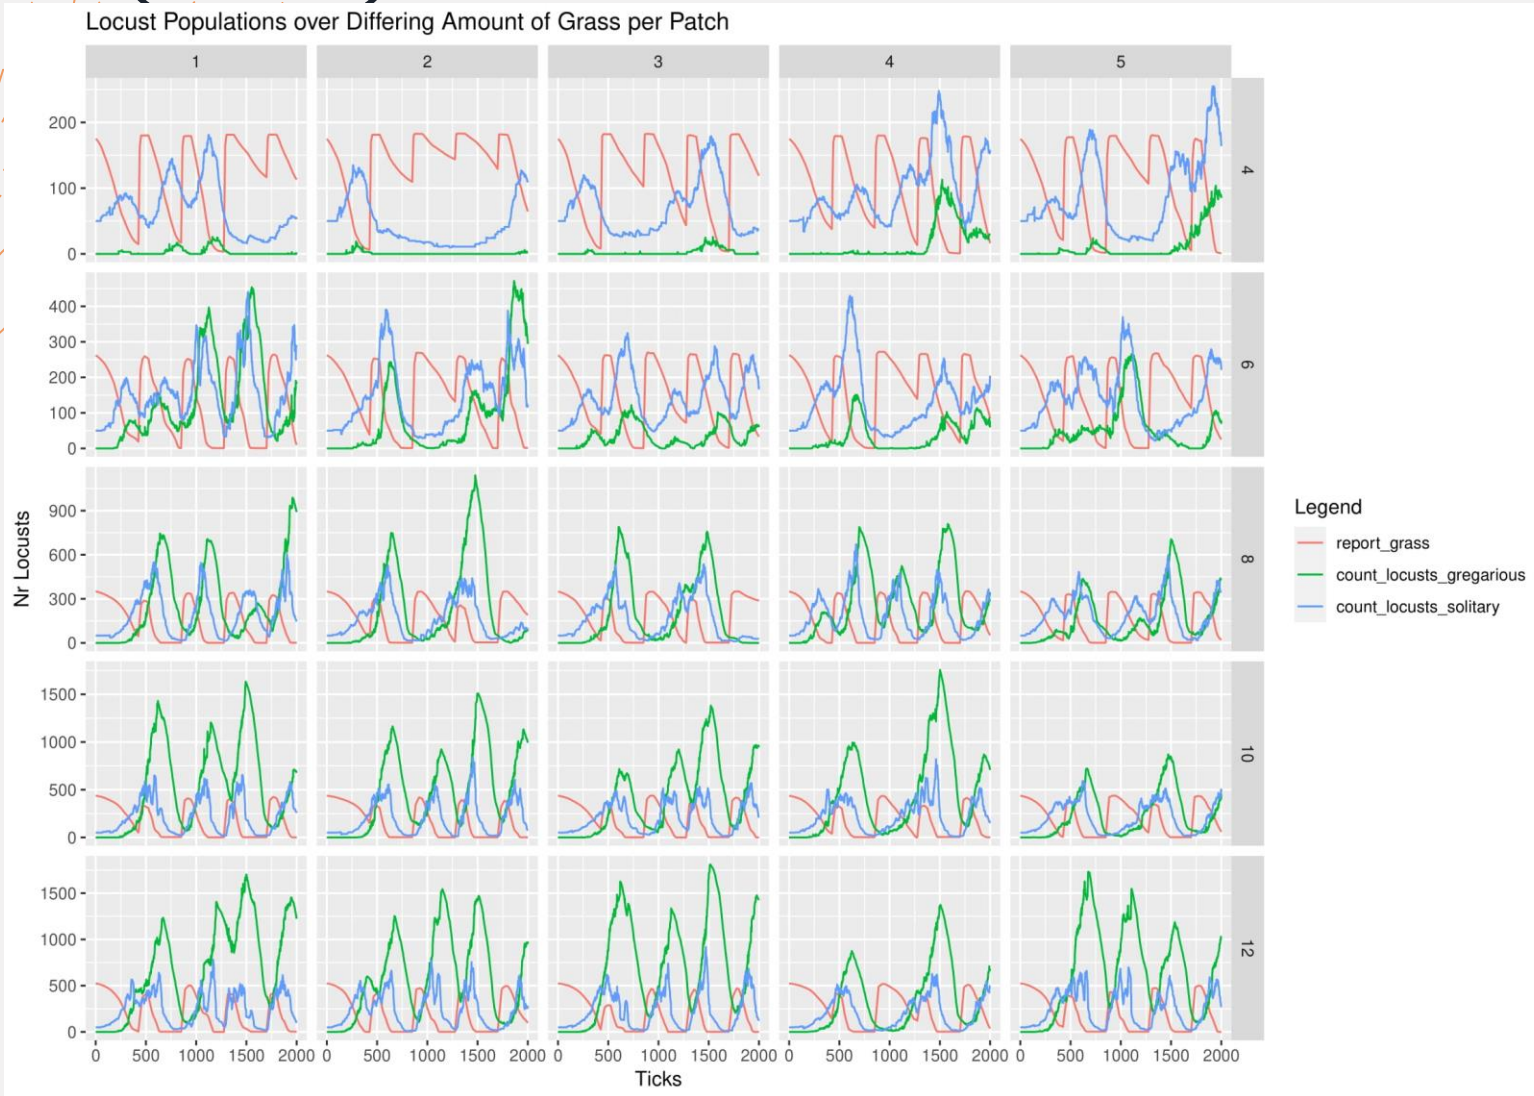 Locust Populations over Differing Amount of Grass per Patch
1 2 3 4 5
200
100
0
4
400
300
200
100
0
6
900
600
300
0
8
1500
1000
500
0
10
1500
1000
500
0
12
0 500 1000 1500 2000 0 500 1000 1500 2000 0 500 1000 1500 2000 0 500 1000 1500 2000 0 500 1000 1500 2000
Nr Locusts
Ticks
Legend
report_grass
count_locusts_gregarious
count_locusts_solitary